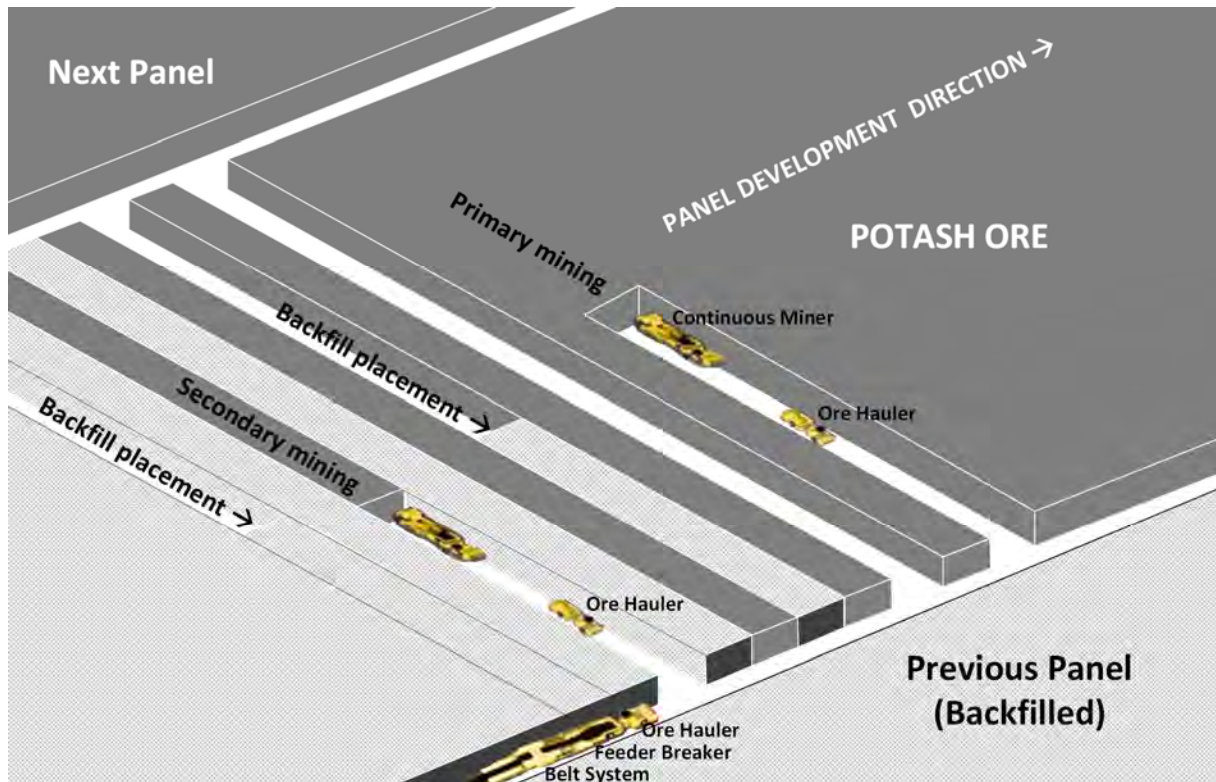 Next Panel
PANEL DEVELOPMENT DIRECTION →
POTASH ORE
Primary mining
Continuous Miner
Ore Hauler
Backfill placement →
Secondary mining
Backfill placement →
Ore Hauler
Previous Panel
(Backfilled)
Ore Hauler
Feeder Breaker
Belt System